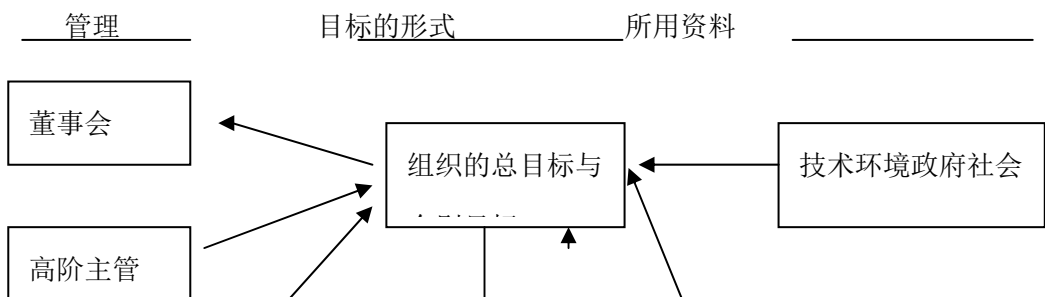 管理 目标的形式 所用资料
董事会
组织的总目标与
技术环境政府社会
高阶主管